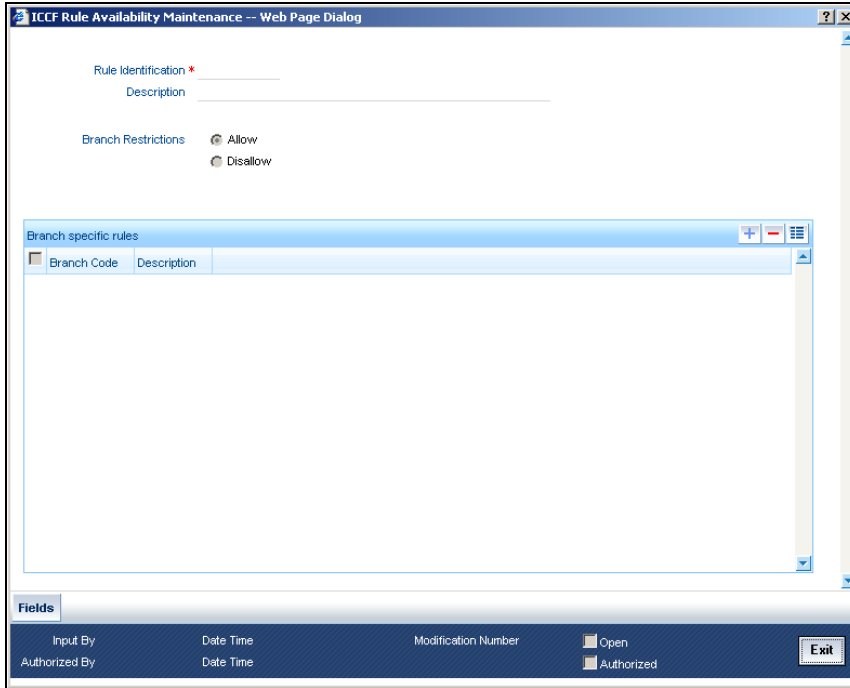 ICCF Rule Availability Maintenance -- Web Page Dialog
Rule Identification *
Description
Branch Restrictions Allow
Disallow
Branch specific rules
Branch Code Description
Fields
Input By Date Time Modification Number Open
Authorized By Date Time Authorized
Exit